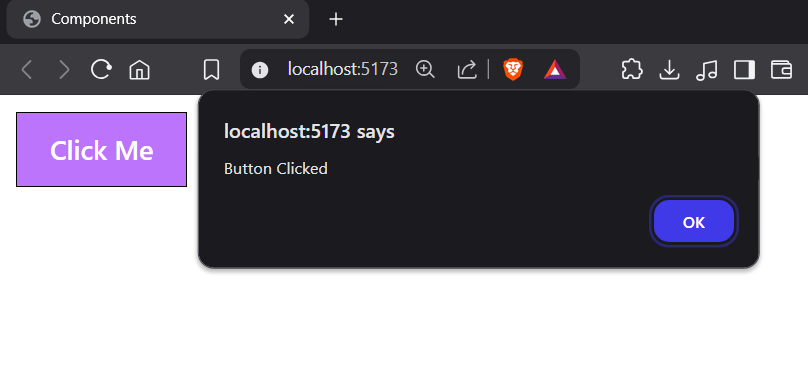 Components
localhost:5173
Click Me
localhost:5173 says
Button Clicked
OK